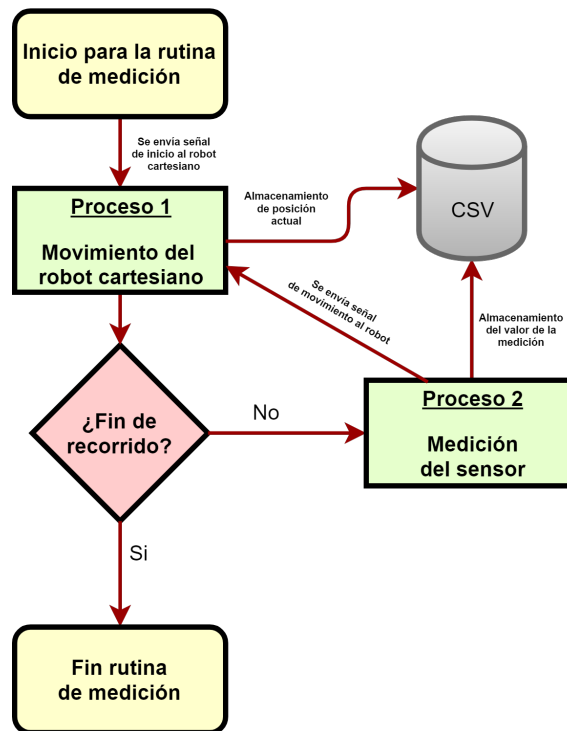 Inicio para la rutina
de medición
Se envía señal
de inicio al robot
cartesiano
Proceso 1
Movimiento del
robot cartesiano
Almacenamiento
de posición
actual
CSV
Se envía señal
de movimiento al robot
Almacenamiento
del valor de la
medición
¿Fin de
recorrido?
No
Proceso 2
Medición
del sensor
Si
Fin rutina
de medición